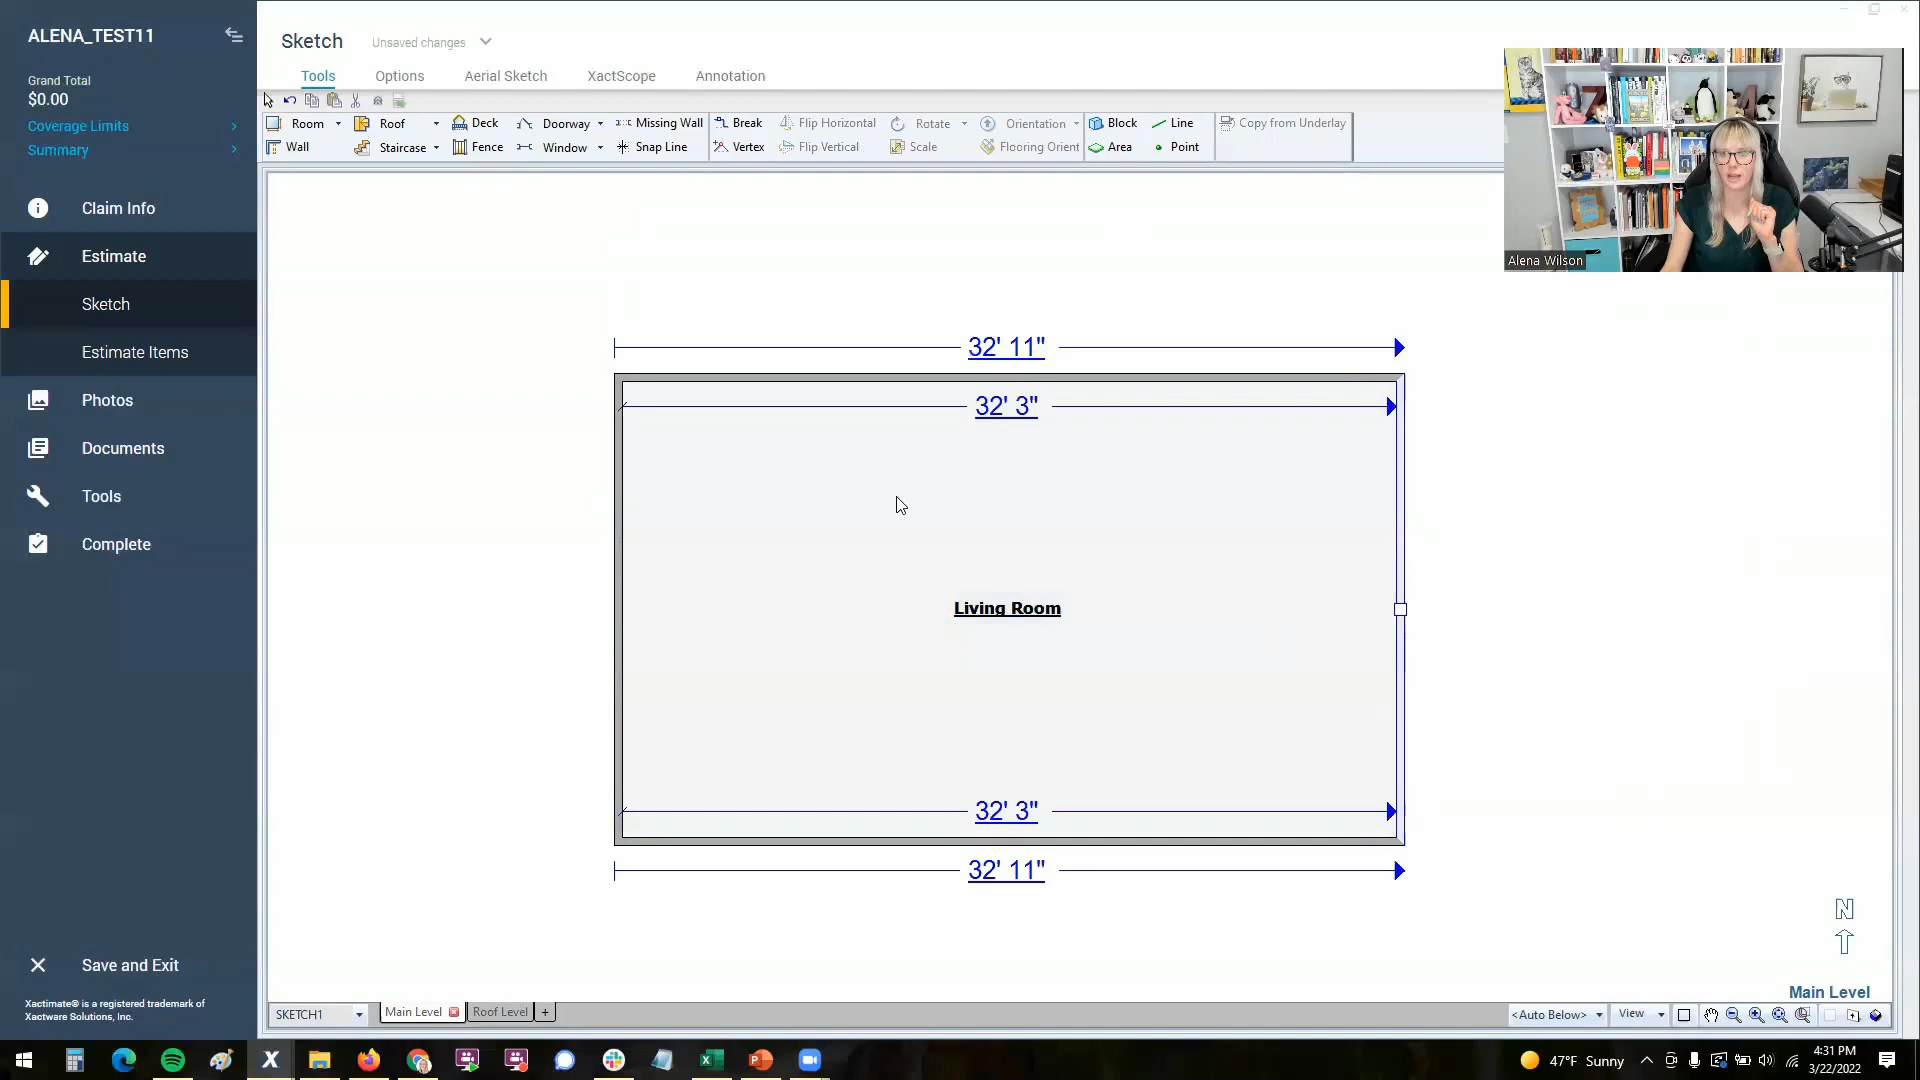 ALENA_TEST11
Grand Total
$0.00
Coverage Limits
Summary
Claim Info
Estimate
Sketch
Estimate Items
Photos
Documents
Tools
Complete
Save and Exit
Xactimate® is a registered trademark of
Xactware Solutions, Inc.
Sketch Unsaved changes
Tools Options Aerial Sketch XactScope Annotation
Room Roof Deck Doorway Missing Wall Break Flip Horizontal Rotate Orientation Block Line Copy from Underlay
Wall Staircase Fence Window Snap Line Vertex Flip Vertical Scale Flooring Orient Area Point
Alena Wilson
32' 11"
32' 3"
Living Room
32' 3"
32' 11"
N
Main Level
SKETCH1 Main Level Roof Level + <Auto Below> View
47°F Sunny
4:31 PM
3/22/2022